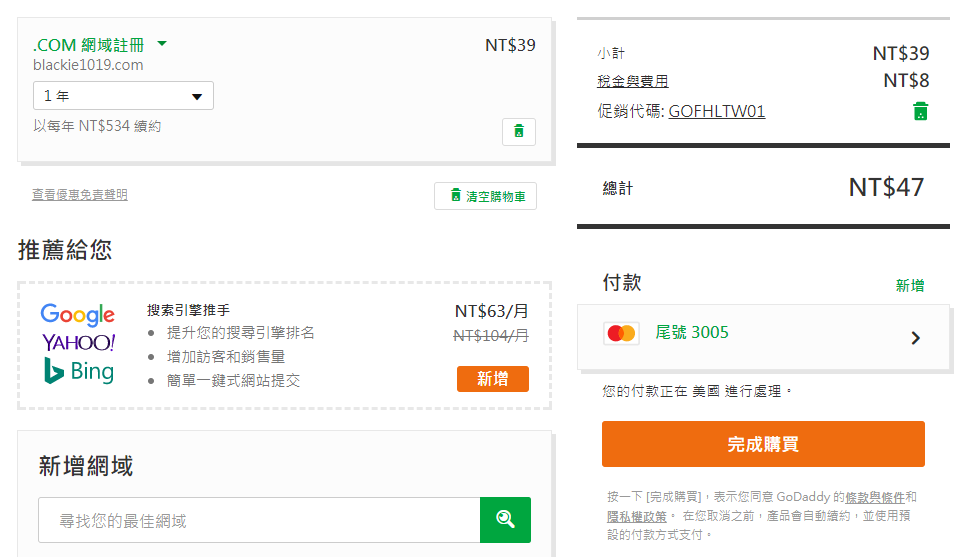 .COM 網域註冊
NT$39
blackie1019.com
1 年
以每年 NT$534 續約
查看優惠免責聲明
清空購物車
推薦給您
Google
YAHOO!
Bing
搜索引擎推手
提升您的搜尋引擎排名
增加訪客和銷售量
簡單一鍵式網站提交
NT$63/月
NT$104/月
新增
新增網域
尋找您的最佳網域
小計
NT$39
稅金與費用
NT$8
促銷代碼: GOFHLTW01
總計
NT$47
付款
新增
尾號 3005
您的付款正在 美國 進行處理。
完成購買
按一下 [完成購買]，表示您同意 GoDaddy 的條款與條件和
隱私權政策。 在您取消之前，產品會自動續約，並使用預
設的付款方式支付。